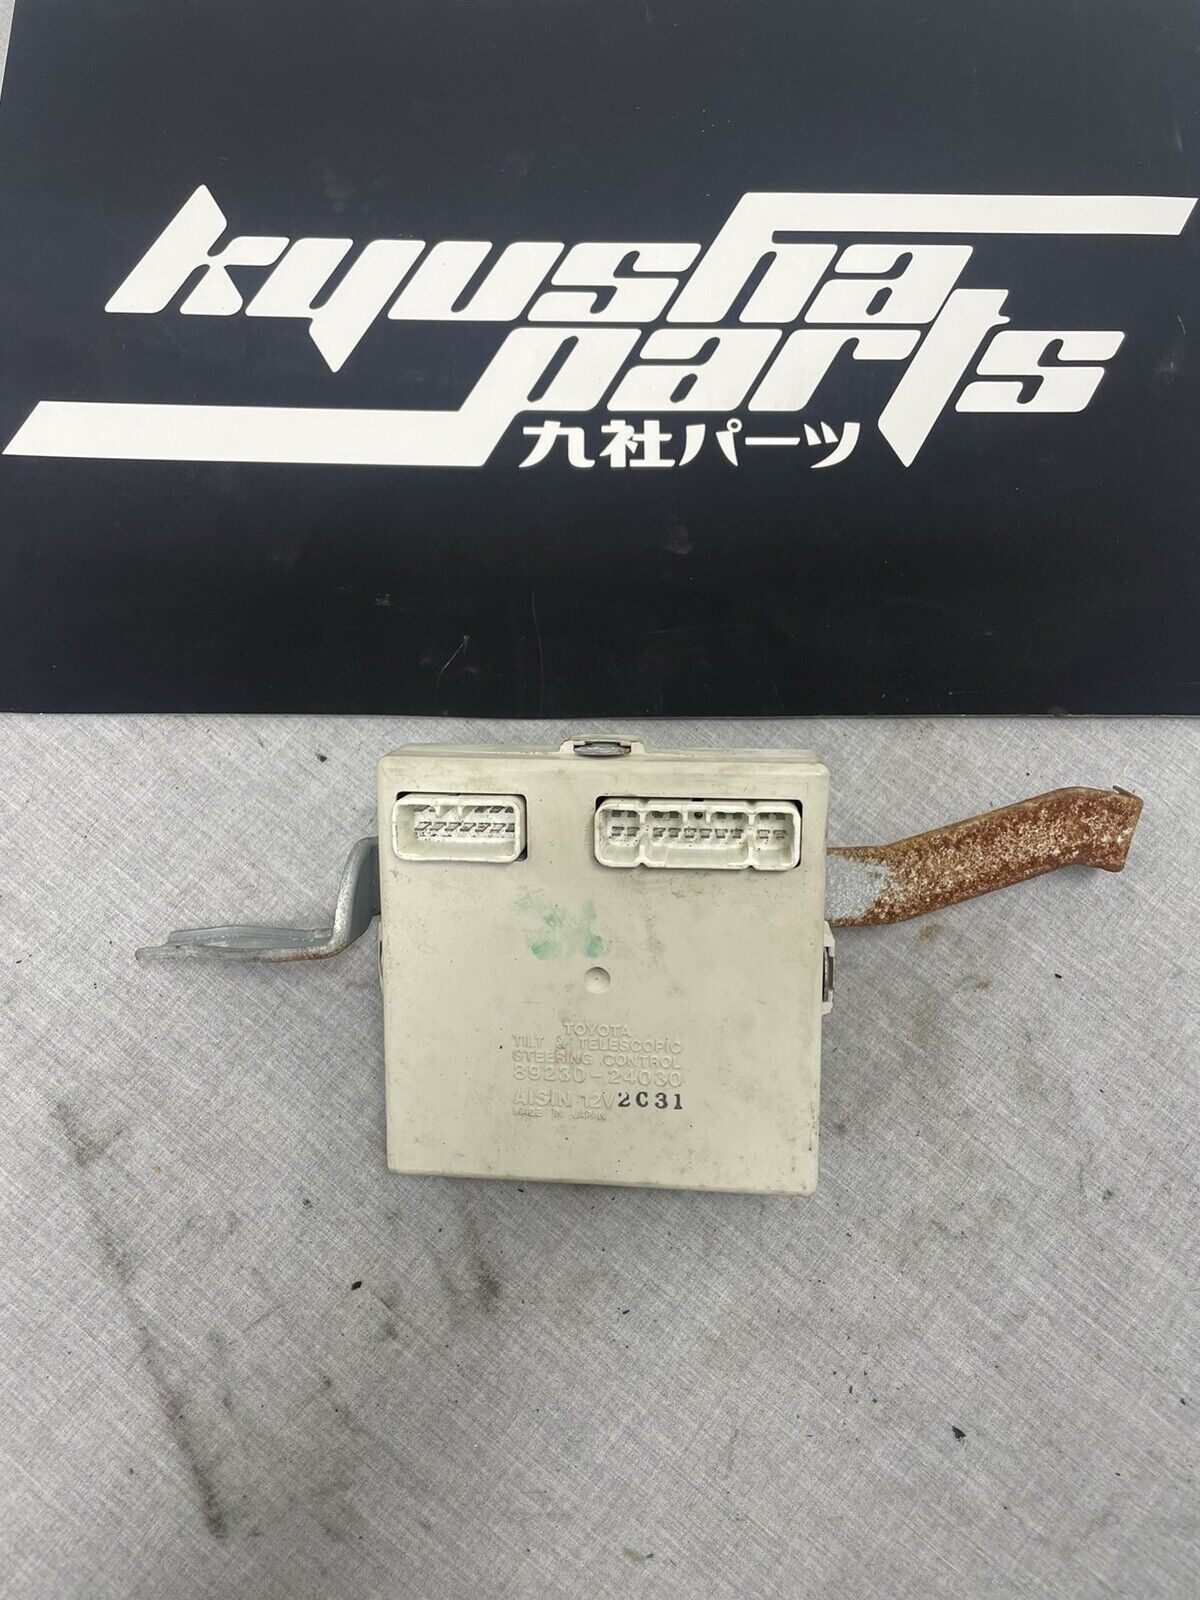 kyusha
parts
九社パーツ
TOYOTA
TILT & TELESCOPIC
STEERING CONTROL
89230-24030
AISIN 12V 2C31
MADE IN JAPAN